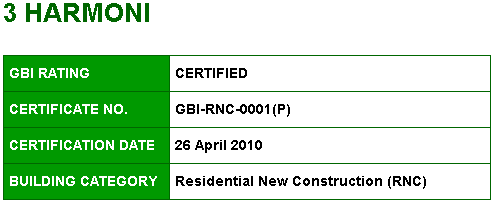 3 HARMONI
GBI RATING CERTIFIED
CERTIFICATE NO. GBI-RNC-0001(P)
CERTIFICATION DATE 26 April 2010
BUILDING CATEGORY Residential New Construction (RNC)